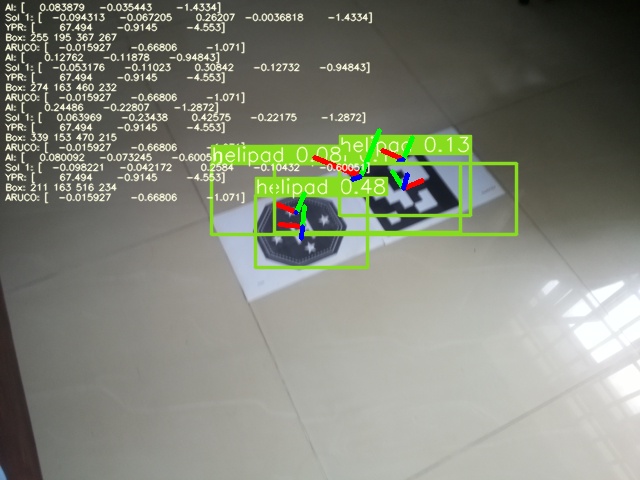 AI: [ 0.083879 -0.035443 -1.4334]
Sol 1: [ -0.094313 -0.067205 0.26207 -0.0036818 -1.4334]
YPR: [ 67.494 -0.9145 -4.553]
Box: 255 195 367 267
ARUCO: [ -0.015927 -0.66806 -1.071]
AI: [ 0.12762 -0.11878 -0.94843]
Sol 1: [ -0.053176 -0.11023 0.30842 -0.12732 -0.94843]
YPR: [ 67.494 -0.9145 -4.553]
Box: 274 163 460 232
ARUCO: [ -0.015927 -0.66806 -1.071]
AI: [ 0.24486 -0.22807 -1.2872]
Sol 1: [ 0.063969 -0.23438 0.42575 -0.22175 -1.2872]
YPR: [ 67.494 -0.9145 -4.553]
Box: 339 153 470 215
ARUCO: [ -0.015927 -0.66806
AI: [ 0.080092 -0.073245 -0.6005
Sol 1: [ -0.098221 -0.042172 0.2584 -0.10432 -0.60051]
YPR: [ 67.494 -0.9145 -4.553]
Box: 211 163 516 234
ARUCO: [ -0.015927 -0.66806 -1.071]
helipad 0.13
helipad 0.08
helipad 0.48